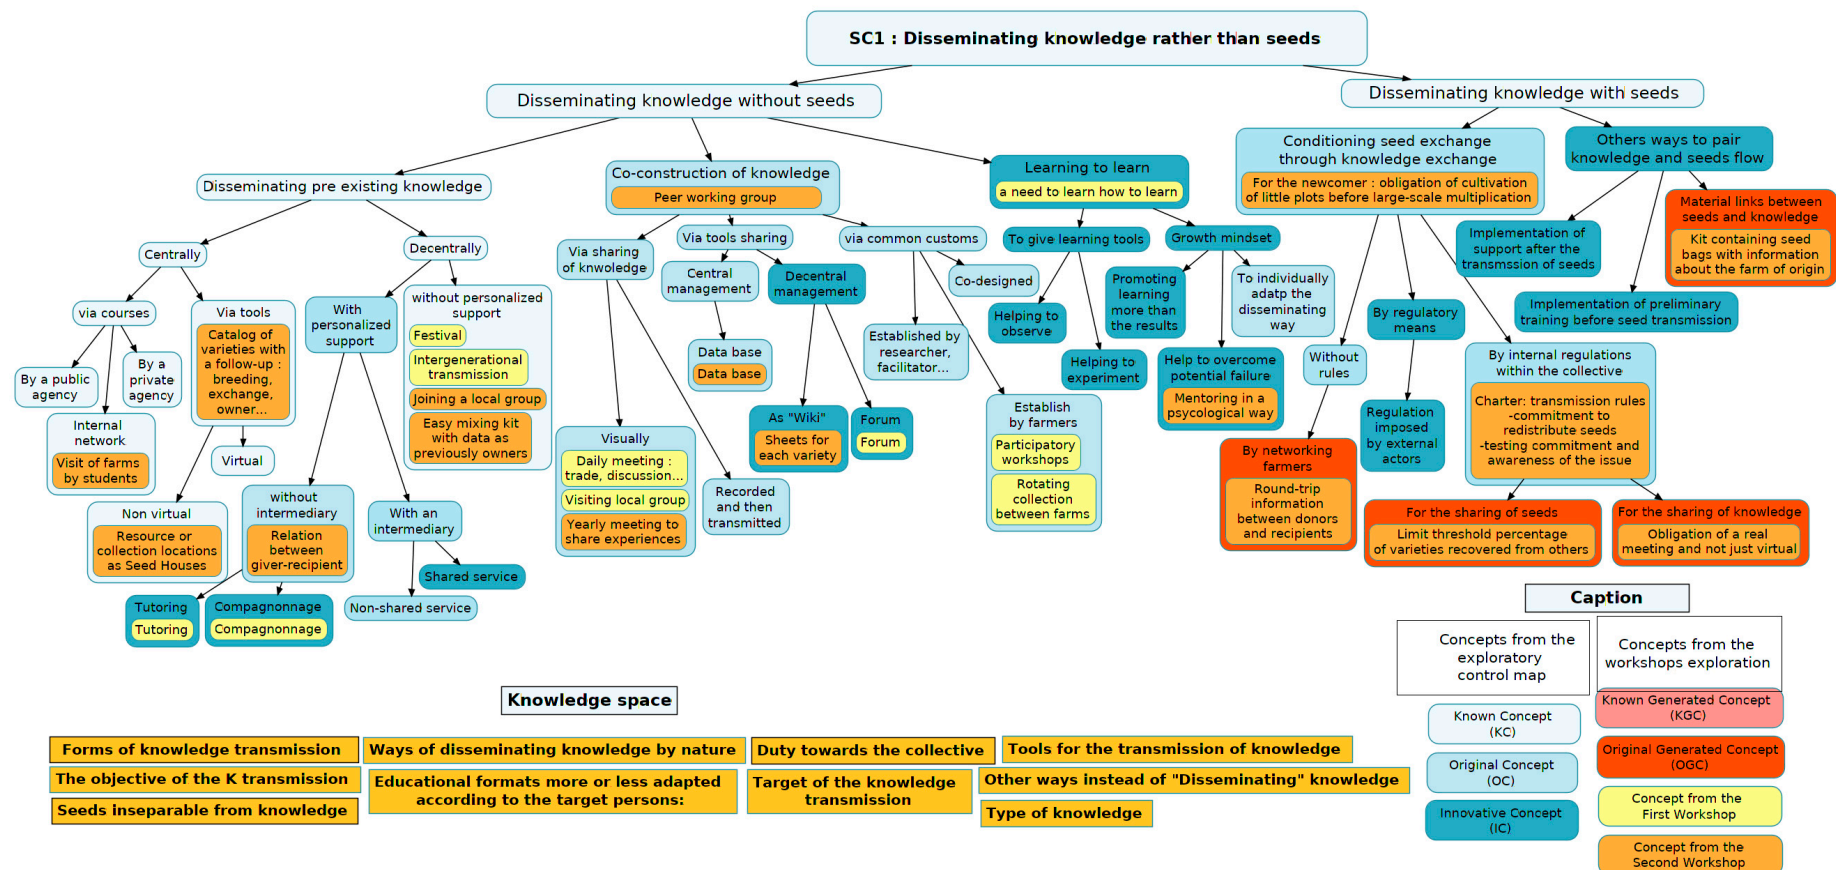 SC1 : Disseminating knowledge rather than seeds
Disseminating knowledge without seeds
Disseminating knowledge with seeds
Disseminating pre existing knowledge
Co-construction of knowledge
Peer working group
Learning to learn
a need to learn how to learn
Conditioning seed exchange
through knowledge exchange
For the newcomer : obligation of cultivation
of little plots before large-scale multiplication
Others ways to pair
knowledge and seeds flow
Centrally
Decentrally
Via sharing
of knwoledge
Via tools sharing
via common customs
To give learning tools
Growth mindset
Implementation of
support after the
transmssion of seeds
Material links between
seeds and knowledge
Kit containing seed
bags with information
about the farm of origin
via courses
Via tools
Catalog of
varieties with
a follow-up :
breeding,
exchange,
owner...
With
personalized
support
without personalized
support
Festival
Intergenerational
transmission
Joining a local group
Easy mixing kit
with data as
previously owners
Central
management
Decentral
management
Co-designed
Helping to
observe
Promoting
learning
more than
the results
To individually
adatp the
disseminating
way
By regulatory
means
Implementation of preliminary
training before seed transmission
By a public
agency
By a
private
agency
Internal
network
Visit of farms
by students
Virtual
Data base
Data base
Established by
researcher,
facilitator...
Helping to
experiment
Help to overcome
potential failure
Mentoring in a
psycological way
Without
rules
By internal regulations
within the collective
Charter: transmission rules
-commitment to
redistribute seeds
-testing commitment and
awareness of the issue
Non virtual
Resource or
collection locations
as Seed Houses
without
intermediary
Relation
between
giver-recipient
With an
intermediary
Visually
Daily meeting :
trade, discussion...
Visiting local group
Yearly meeting to
share experiences
Recorded
and then
transmitted
As "Wiki"
Sheets for
each variety
Forum
Forum
Establish
by farmers
Participatory
workshops
Rotating
collection
between farms
By networking
farmers
Round-trip
information
between donors
and recipients
Regulation
imposed
by external
actors
For the sharing of seeds
Limit threshold percentage
of varieties recovered from others
For the sharing of knowledge
Obligation of a real
meeting and not just virtual
Tutoring
Tutoring
Compagnonnage
Compagnonnage
Shared service
Non-shared service
Caption
Concepts from the
exploratory
control map
Concepts from the
workshops exploration
Known Concept
(KC)
Original Concept
(OC)
Innovative Concept
(IC)
Known Generated Concept
(KGC)
Original Generated Concept
(OGC)
Concept from the
First Workshop
Concept from the
Second Workshop
Knowledge space
Forms of knowledge transmission
Ways of disseminating knowledge by nature
Duty towards the collective
Tools for the transmission of knowledge
The objective of the K transmission
Educational formats more or less adapted
according to the target persons:
Target of the knowledge
transmission
Other ways instead of "Disseminating" knowledge
Seeds inseparable from knowledge
Type of knowledge